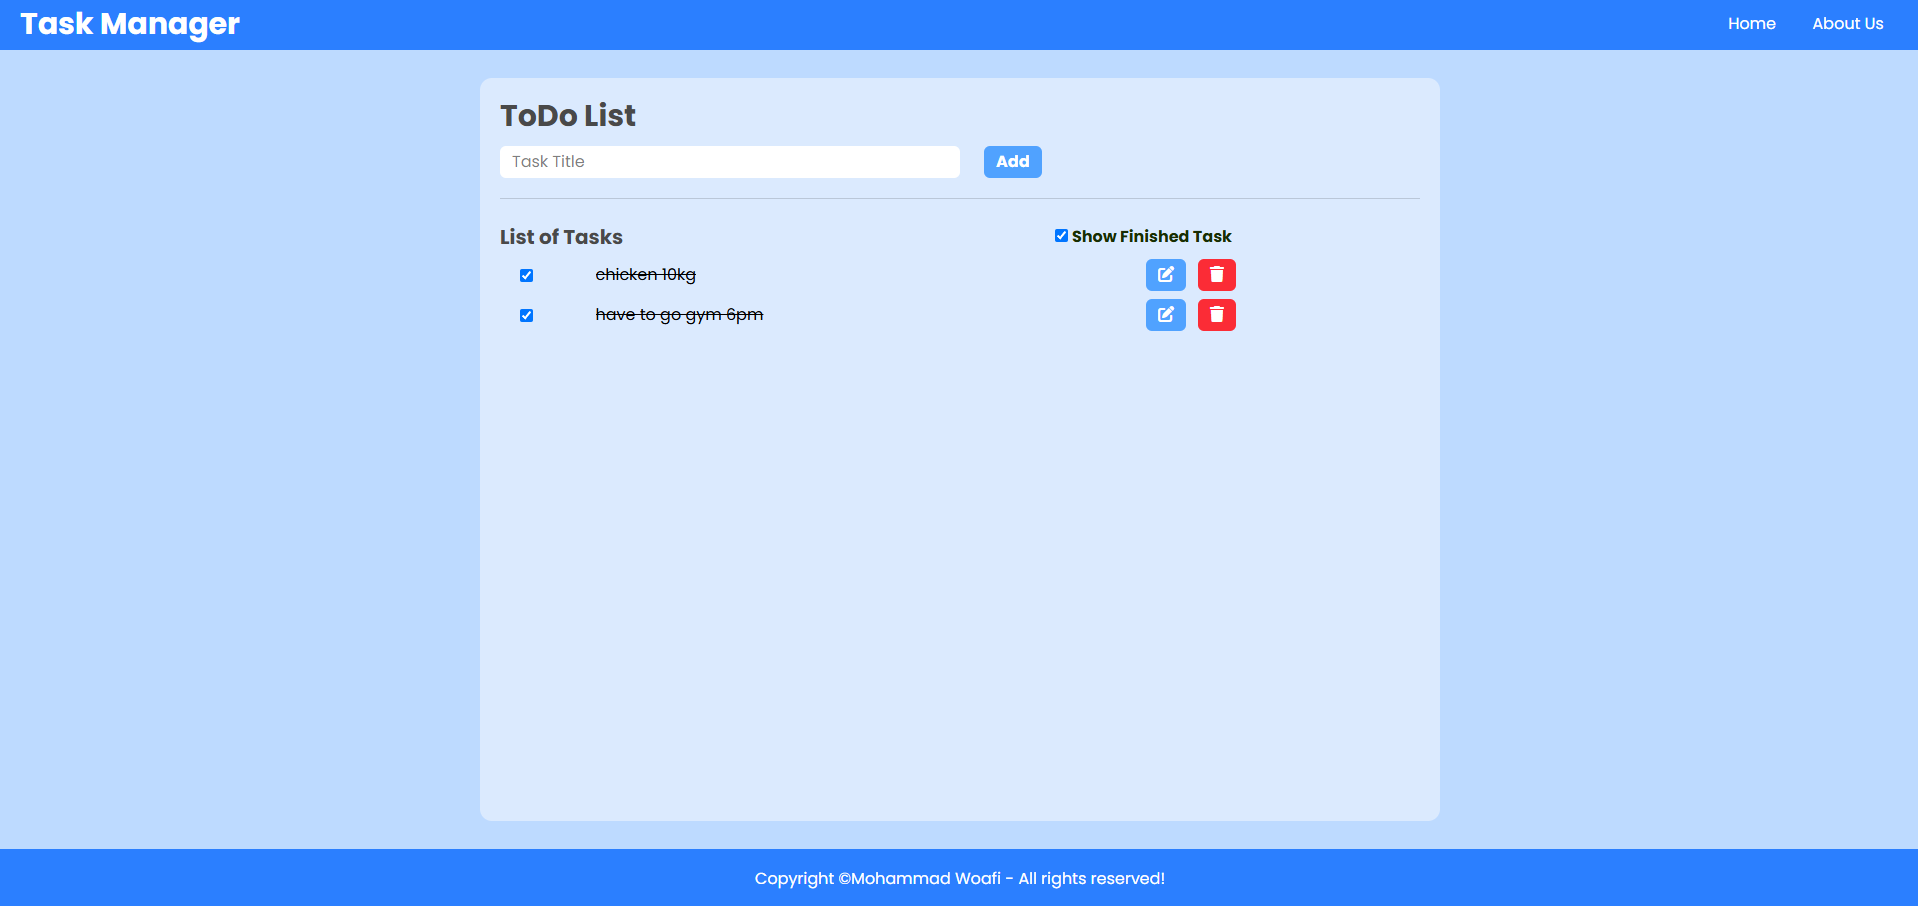 Task Manager
Home
About Us
ToDo List
Task Title
Add
List of Tasks
Show Finished Task
chicken 10kg
have to go gym 6pm
Copyright ©Mohammad Woafi - All rights reserved!